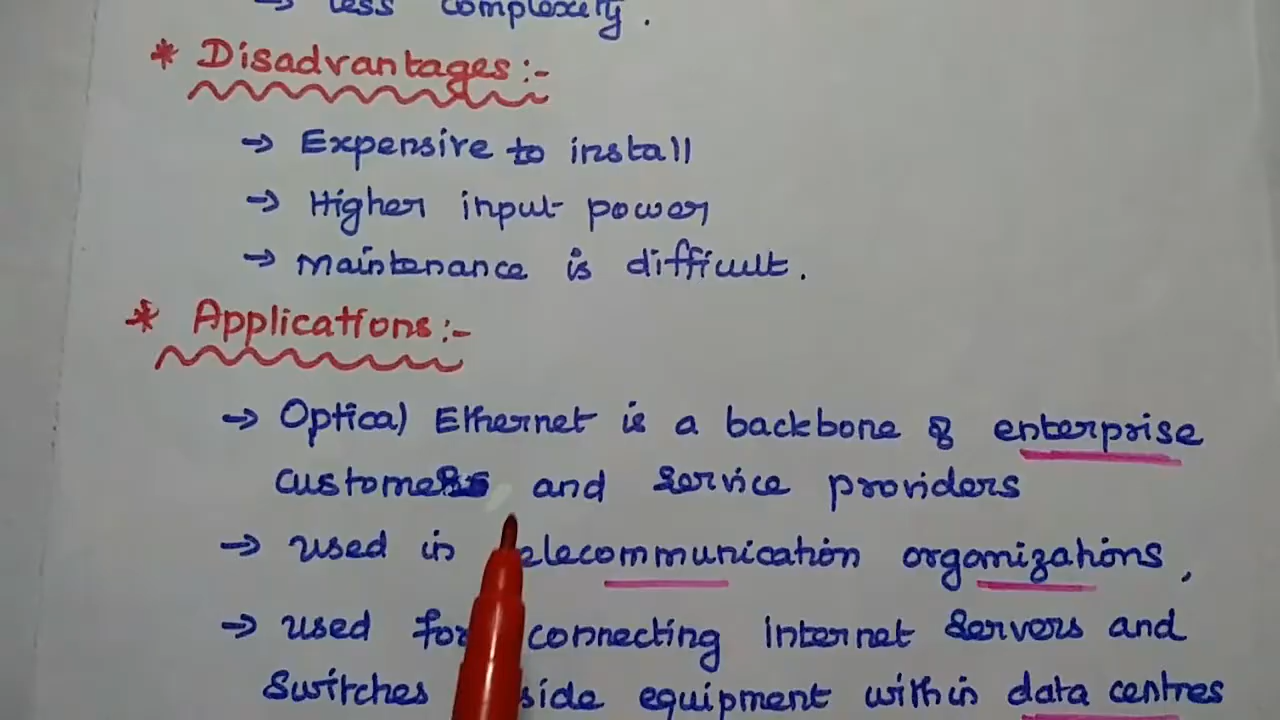 → less complexity.
* Disadvantages:-
→ Expensive to install
→ Higher input power
→ Maintenance is difficult.
* Applications:-
→ Optical Ethernet is a backbone of enterprise
customers and service providers
→ used in telecommunication organizations,
→ used for connecting internet servers and
switches side equipment within data centres